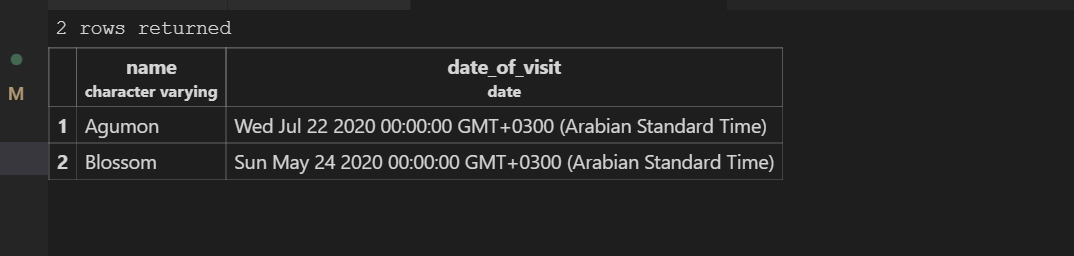 2 rows returned
name date_of_visit
character varying date
M
1 Agumon Wed Jul 22 2020 00:00:00 GMT+0300 (Arabian Standard Time)
2 Blossom Sun May 24 2020 00:00:00 GMT+0300 (Arabian Standard Time)